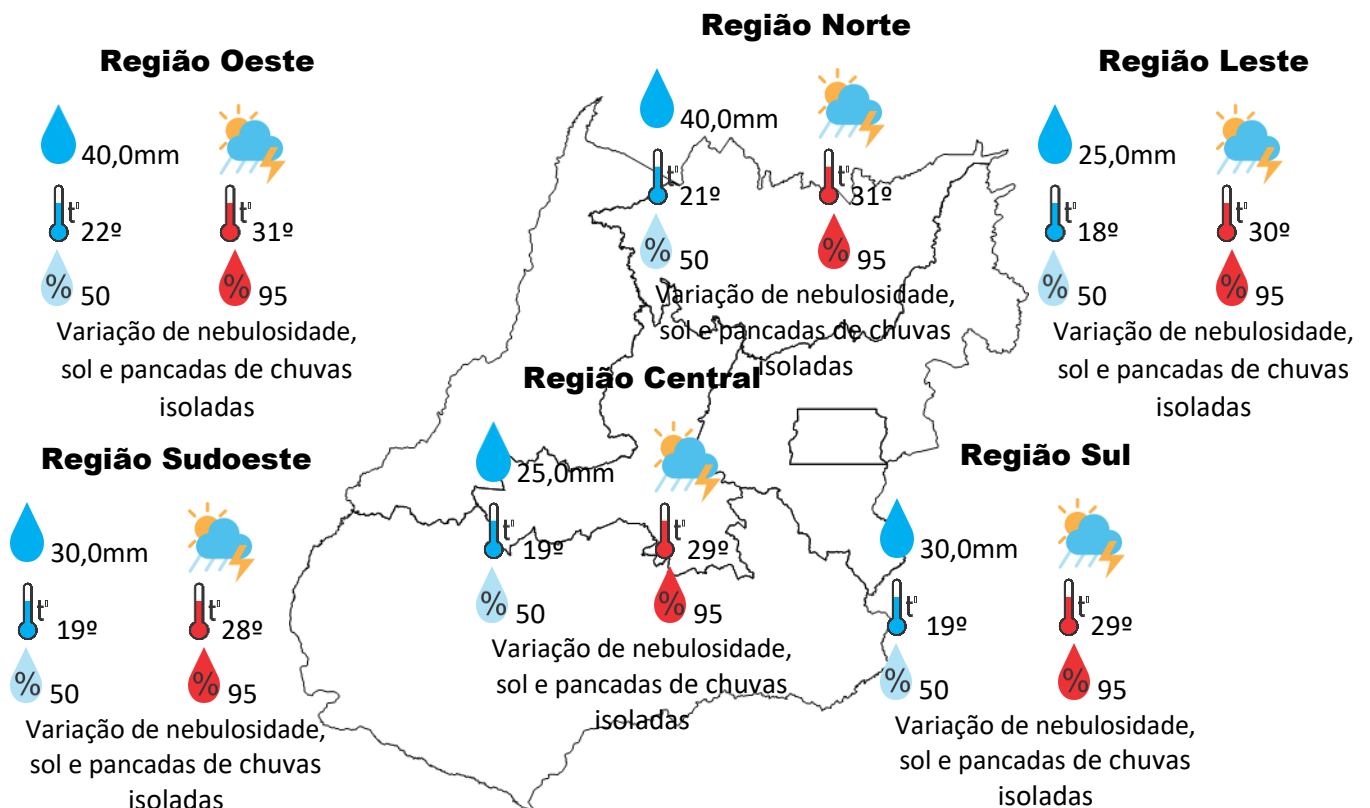 Região Oeste
40,0mm
t°
22º
t°
31º
% 50
% 95
Variação de nebulosidade,
sol e pancadas de chuvas
isoladas
Região Norte
40,0mm
t°
21º
t°
31º
% 50
% 95
Variação de nebulosidade,
sol e pancadas de chuvas
isoladas
Região Leste
25,0mm
t°
18º
t°
30º
% 50
% 95
Variação de nebulosidade,
sol e pancadas de chuvas
isoladas
Região Sudoeste
30,0mm
t°
19º
t°
28º
% 50
% 95
Variação de nebulosidade,
sol e pancadas de chuvas
isoladas
Região Central
25,0mm
t°
19º
t°
29º
% 50
% 95
Variação de nebulosidade,
sol e pancadas de chuvas
isoladas
Região Sul
30,0mm
t°
19º
t°
29º
% 50
% 95
Variação de nebulosidade,
sol e pancadas de chuvas
isoladas